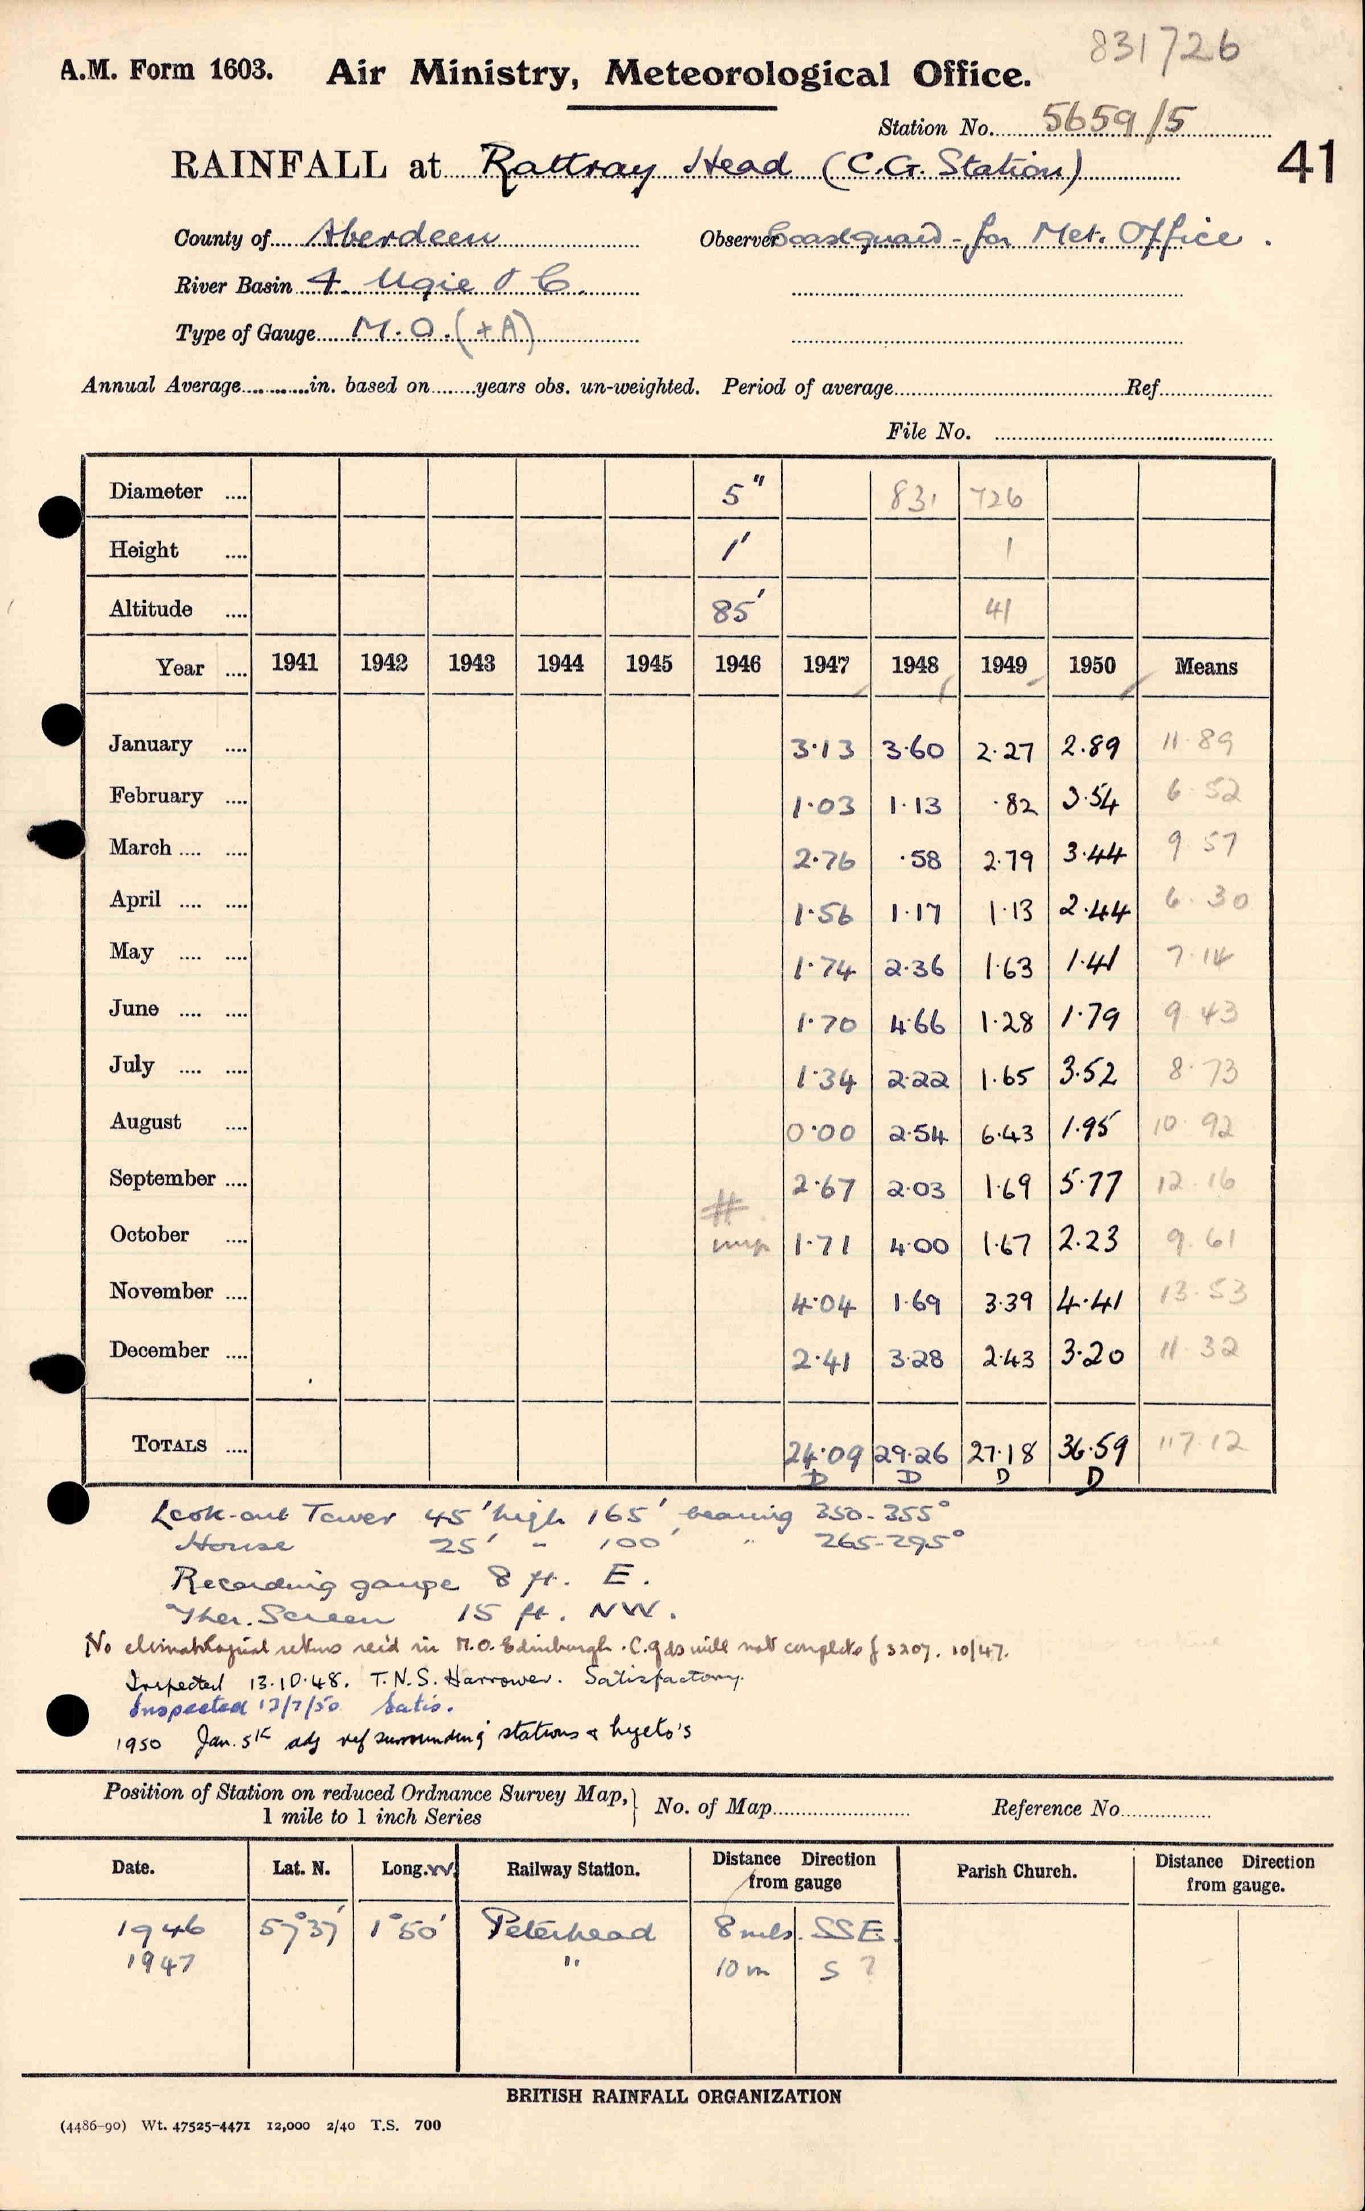 831726
A.M. Form 1603. Air Ministry, Meteorological Office.
Station No. 5659/5
RAINFALL at Rattray Head (C.G. Station) 41
County of Aberdeen Observer Coastguard - for Met. Office.
River Basin 4. Ugie & C.
Type of Gauge M.O. (+A)
Annual Average............in. based on........years obs. un-weighted. Period of average............Ref............
File No. ............
Diameter .... 5" 831 726
Height .... 1' 1
Altitude .... 85' 41
Year .... 1941 1942 1943 1944 1945 1946 1947 1948 1949 1950 Means
January .... 3·13 3·60 2·27 2.89 11·89
February .... 1·03 1·13 ·82 3.54 6·52
March .... .... 2·76 ·58 2·79 3.44 9·57
April .... .... 1·56 1·17 1·13 2.44 6·30
May .... .... 1·74 2·36 1·63 1.41 7·14
June .... .... 1·70 4·66 1·28 1.79 9·43
July .... .... 1·34 2·22 1·65 3.52 8·73
August .... 0·00 2·54 6·43 1.95 10·92
September .... # 2·67 2·03 1·69 5.77 12·16
October .... 1·71 4·00 1·67 2.23 9·61
November .... 4·04 1·69 3·39 4.41 13·53
December .... 2·41 3·28 2·43 3.20 11·32
TOTALS .... 24·09 29·26 27·18 36·59 117·12
D D D D
Look-out Tower 45' high 165' bearing 350-355°
House 25' " 100' " 265-295°
Recording gauge 8 ft. E.
Ther. Screen 15 ft. NW.
No climatological returns rec'd in M.O. Edinburgh. C.gds will not complete f 3207. 10/47.
Inspected 13.10.48. T.N.S. Harrower. Satisfactory.
Inspected 13/7/50 Satis.
1950 Jan. 5th adj ref surrounding stations & hyeto's
Position of Station on reduced Ordnance Survey Map,
1 mile to 1 inch Series } No. of Map............ Reference No............
Date. Lat. N. Long. W. Railway Station. Distance Direction from gauge Parish Church. Distance Direction from gauge.
1946 57°37' 1°50' Peterhead 8 mls. SSE.
1947 " 10 m S ?
BRITISH RAINFALL ORGANIZATION
(4486-90) Wt. 47525-4471 12,000 2/40 T.S. 700